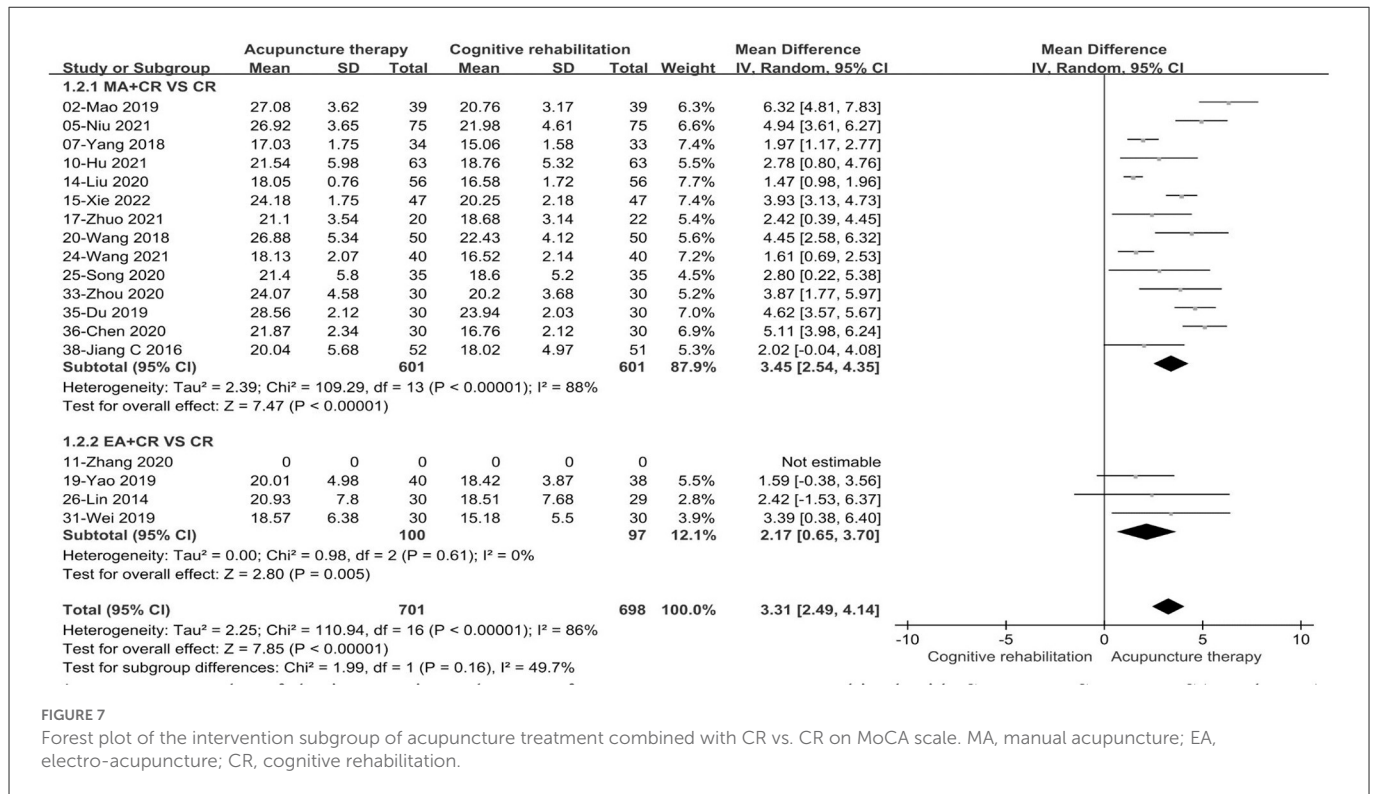 Acupuncture therapy Cognitive rehabilitation Mean Difference Mean Difference
Study or Subgroup Mean SD Total Mean SD Total Weight IV, Random, 95% CI IV, Random, 95% CI
1.2.1 MA+CR VS CR
02-Mao 2019 27.08 3.62 39 20.76 3.17 39 6.3% 6.32 [4.81, 7.83]
05-Niu 2021 26.92 3.65 75 21.98 4.61 75 6.6% 4.94 [3.61, 6.27]
07-Yang 2018 17.03 1.75 34 15.06 1.58 33 7.4% 1.97 [1.17, 2.77]
10-Hu 2021 21.54 5.98 63 18.76 5.32 63 5.5% 2.78 [0.80, 4.76]
14-Liu 2020 18.05 0.76 56 16.58 1.72 56 7.7% 1.47 [0.98, 1.96]
15-Xie 2022 24.18 1.75 47 20.25 2.18 47 7.4% 3.93 [3.13, 4.73]
17-Zhuo 2021 21.1 3.54 20 18.68 3.14 22 5.4% 2.42 [0.39, 4.45]
20-Wang 2018 26.88 5.34 50 22.43 4.12 50 5.6% 4.45 [2.58, 6.32]
24-Wang 2021 18.13 2.07 40 16.52 2.14 40 7.2% 1.61 [0.69, 2.53]
25-Song 2020 21.4 5.8 35 18.6 5.2 35 4.5% 2.80 [0.22, 5.38]
33-Zhou 2020 24.07 4.58 30 20.2 3.68 30 5.2% 3.87 [1.77, 5.97]
35-Du 2019 28.56 2.12 30 23.94 2.03 30 7.0% 4.62 [3.57, 5.67]
36-Chen 2020 21.87 2.34 30 16.76 2.12 30 6.9% 5.11 [3.98, 6.24]
38-Jiang C 2016 20.04 5.68 52 18.02 4.97 51 5.3% 2.02 [-0.04, 4.08]
Subtotal (95% CI) 601 601 87.9% 3.45 [2.54, 4.35]
Heterogeneity: Tau² = 2.39; Chi² = 109.29, df = 13 (P < 0.00001); I² = 88%
Test for overall effect: Z = 7.47 (P < 0.00001)
1.2.2 EA+CR VS CR
11-Zhang 2020 0 0 0 0 0 0 Not estimable
19-Yao 2019 20.01 4.98 40 18.42 3.87 38 5.5% 1.59 [-0.38, 3.56]
26-Lin 2014 20.93 7.8 30 18.51 7.68 29 2.8% 2.42 [-1.53, 6.37]
31-Wei 2019 18.57 6.38 30 15.18 5.5 30 3.9% 3.39 [0.38, 6.40]
Subtotal (95% CI) 100 97 12.1% 2.17 [0.65, 3.70]
Heterogeneity: Tau² = 0.00; Chi² = 0.98, df = 2 (P = 0.61); I² = 0%
Test for overall effect: Z = 2.80 (P = 0.005)
Total (95% CI) 701 698 100.0% 3.31 [2.49, 4.14]
Heterogeneity: Tau² = 2.25; Chi² = 110.94, df = 16 (P < 0.00001); I² = 86%
Test for overall effect: Z = 7.85 (P < 0.00001)
Test for subgroup differences: Chi² = 1.99, df = 1 (P = 0.16), I² = 49.7%
-10 -5 0 5 10
Cognitive rehabilitation Acupuncture therapy
FIGURE 7
Forest plot of the intervention subgroup of acupuncture treatment combined with CR vs. CR on MoCA scale. MA, manual acupuncture; EA,
electro-acupuncture; CR, cognitive rehabilitation.